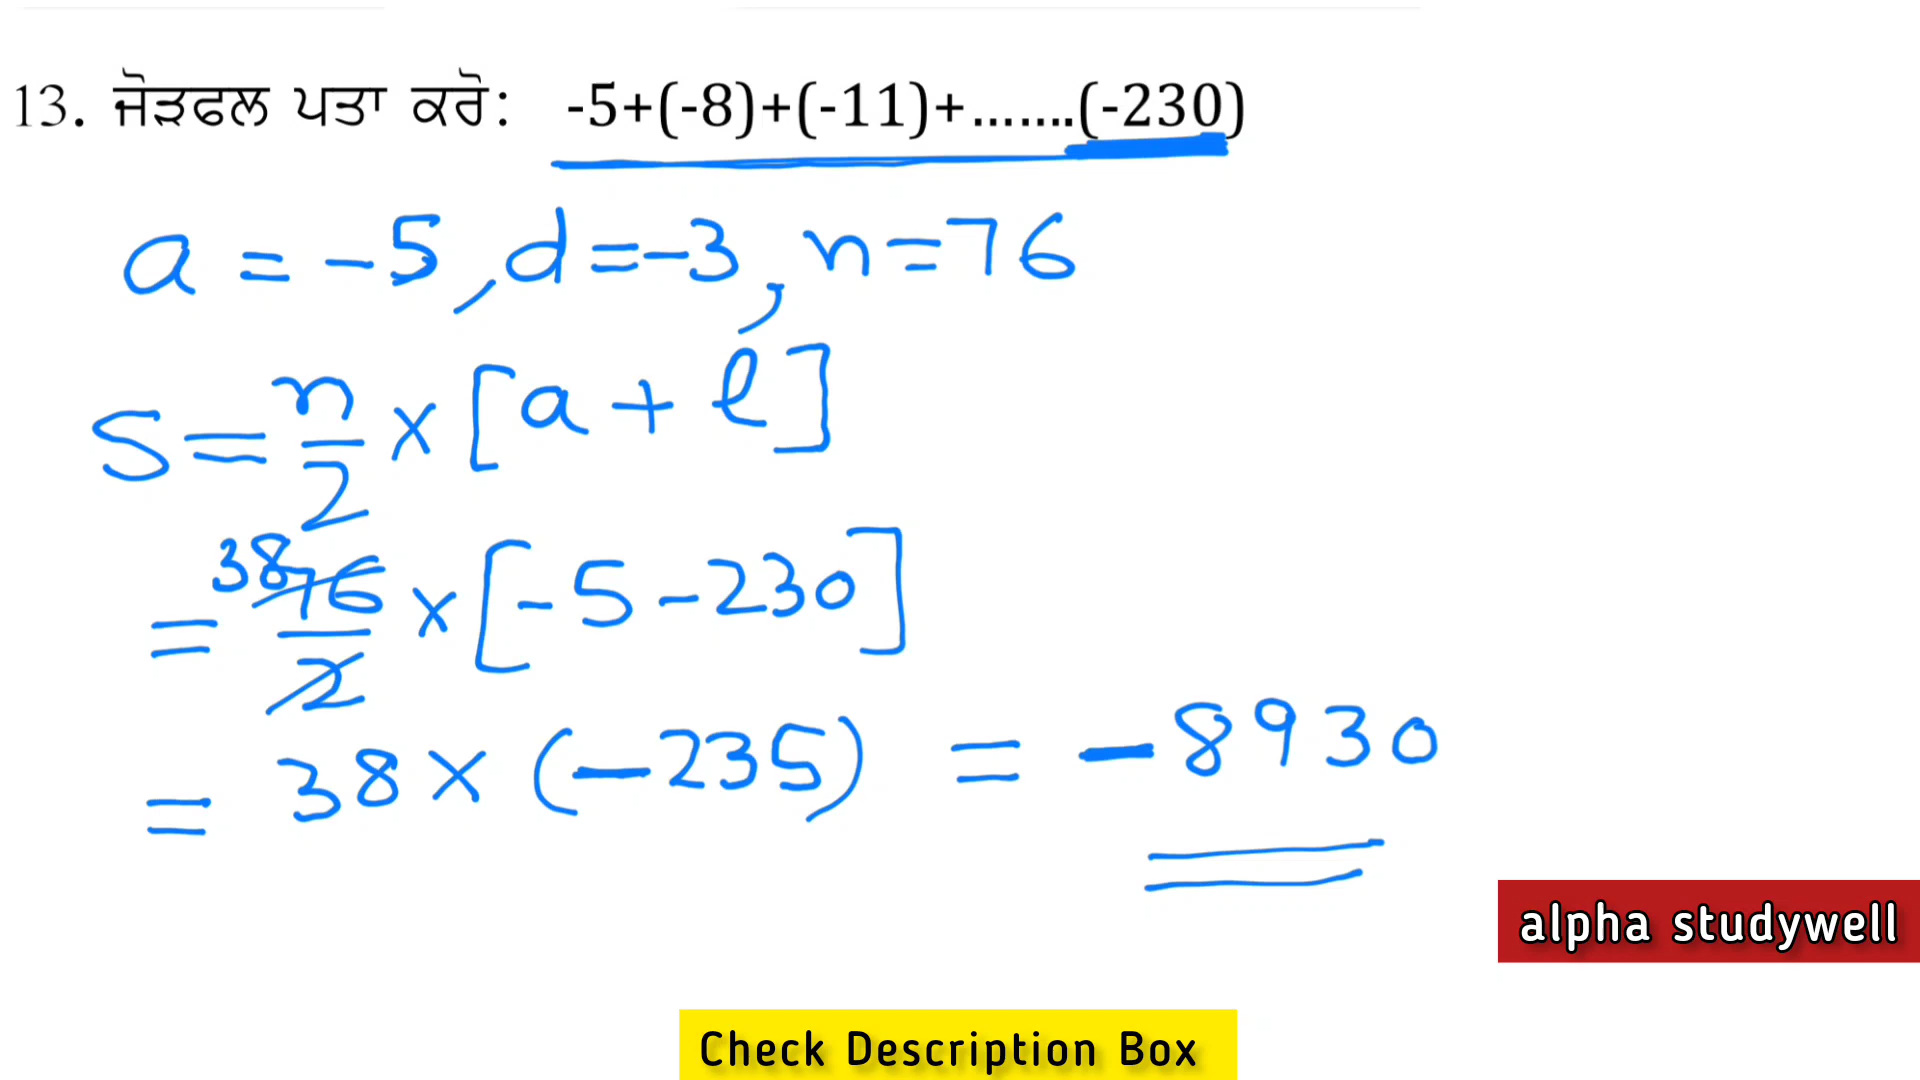 13. ਜੋੜਫਲ ਪਤਾ ਕਰੋ: -5+(-8)+(-11)+.......(-230)
a = -5, d=-3, n=76
S = n/2 × [a + l]
= 38 76/2 × [-5-230]
= 38 × (-235) = -8930
alpha studywell
Check Description Box